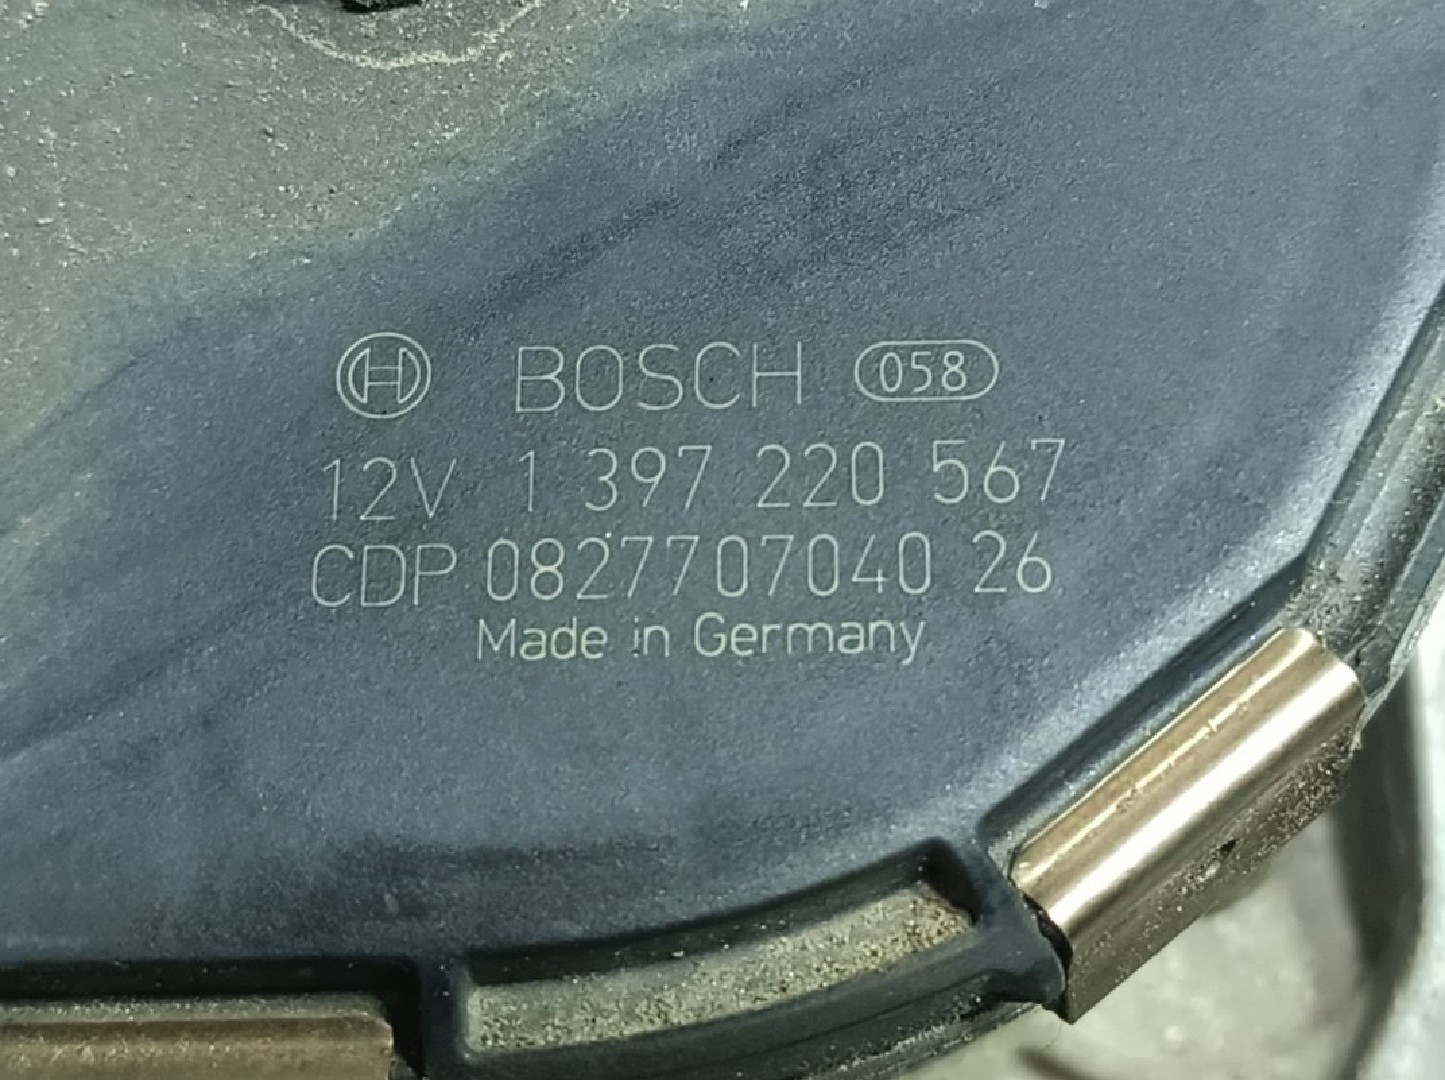 BOSCH 058
12V 1 397 220 567
CDP 0827707040 26
Made in Germany